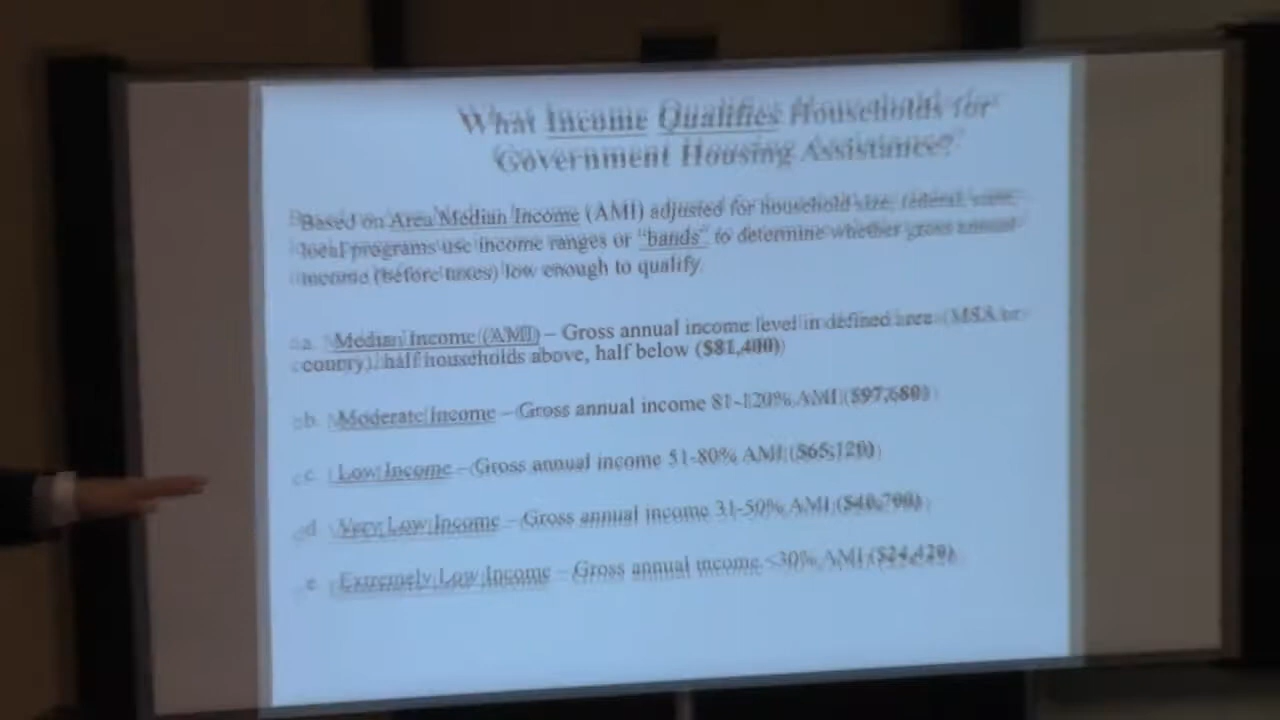 What Income Qualifies Households for
Government Housing Assistance?
Based on Area Median Income (AMI) adjusted for household size, federal, state,
local programs use income ranges or "bands" to determine whether gross annual
income (before taxes) low enough to qualify.
a. Median Income (AMI) – Gross annual income level in defined area (MSA or
county), half households above, half below ($81,400)
b. Moderate Income – Gross annual income 81-120% AMI ($97,680)
c. Low Income – Gross annual income 51-80% AMI ($65,120)
d. Very Low Income – Gross annual income 31-50% AMI ($40,700)
e. Extremely Low Income – Gross annual income <30% AMI ($24,420)